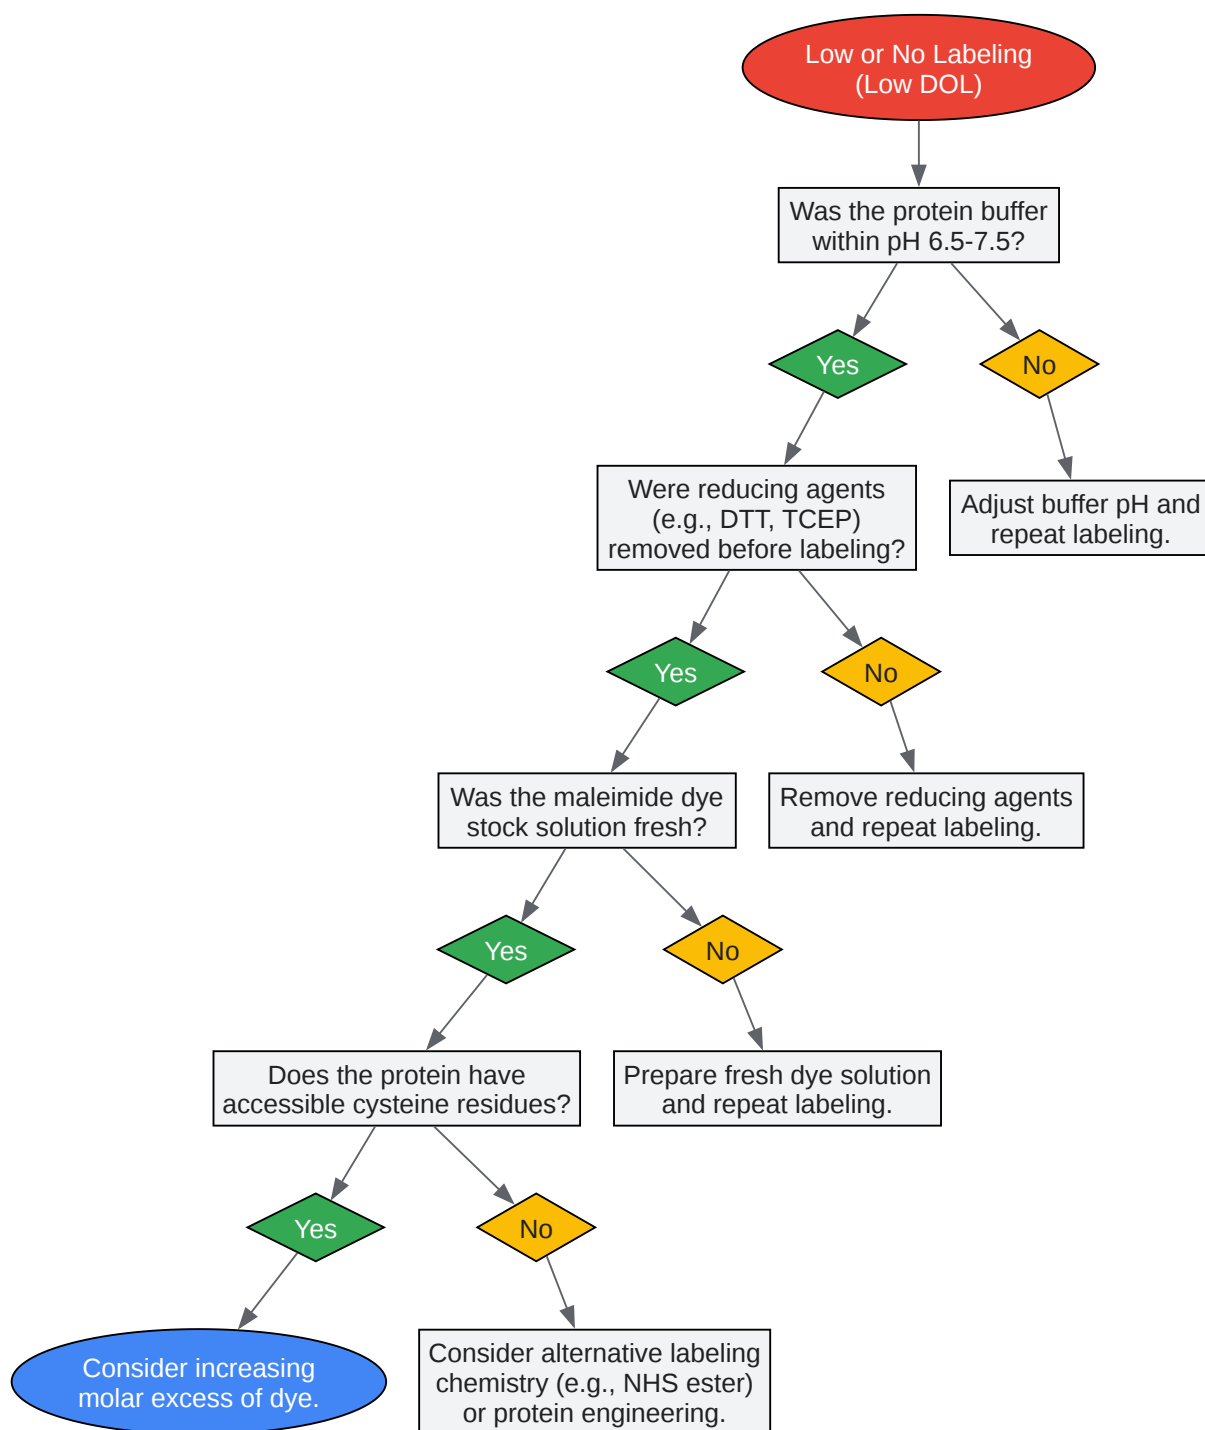 Low or No Labeling
(Low DOL)
Was the protein buffer
within pH 6.5-7.5?
Yes
No
Were reducing agents
(e.g., DTT, TCEP)
removed before labeling?
Adjust buffer pH and
repeat labeling.
Yes
No
Was the maleimide dye
stock solution fresh?
Remove reducing agents
and repeat labeling.
Yes
No
Does the protein have
accessible cysteine residues?
Prepare fresh dye solution
and repeat labeling.
Yes
No
Consider increasing
molar excess of dye.
Consider alternative labeling
chemistry (e.g., NHS ester)
or protein engineering.